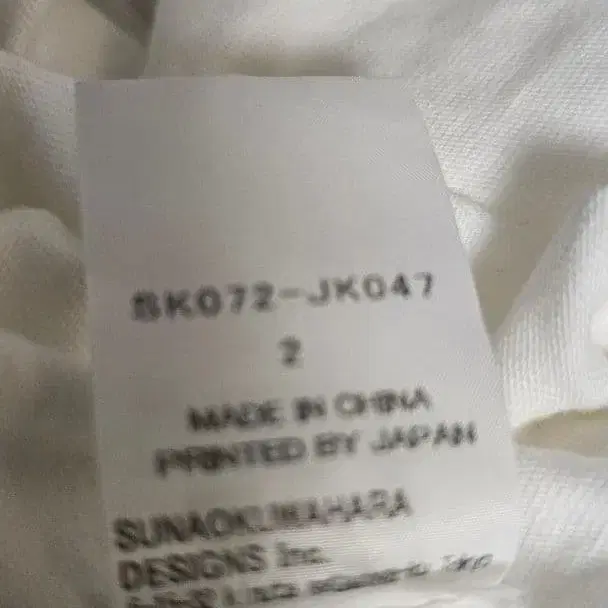 SK072-JK047
2
MADE IN CHINA
PRINTED BY JAPAN
SUNAOKUWAHARA
DESIGNS Inc.